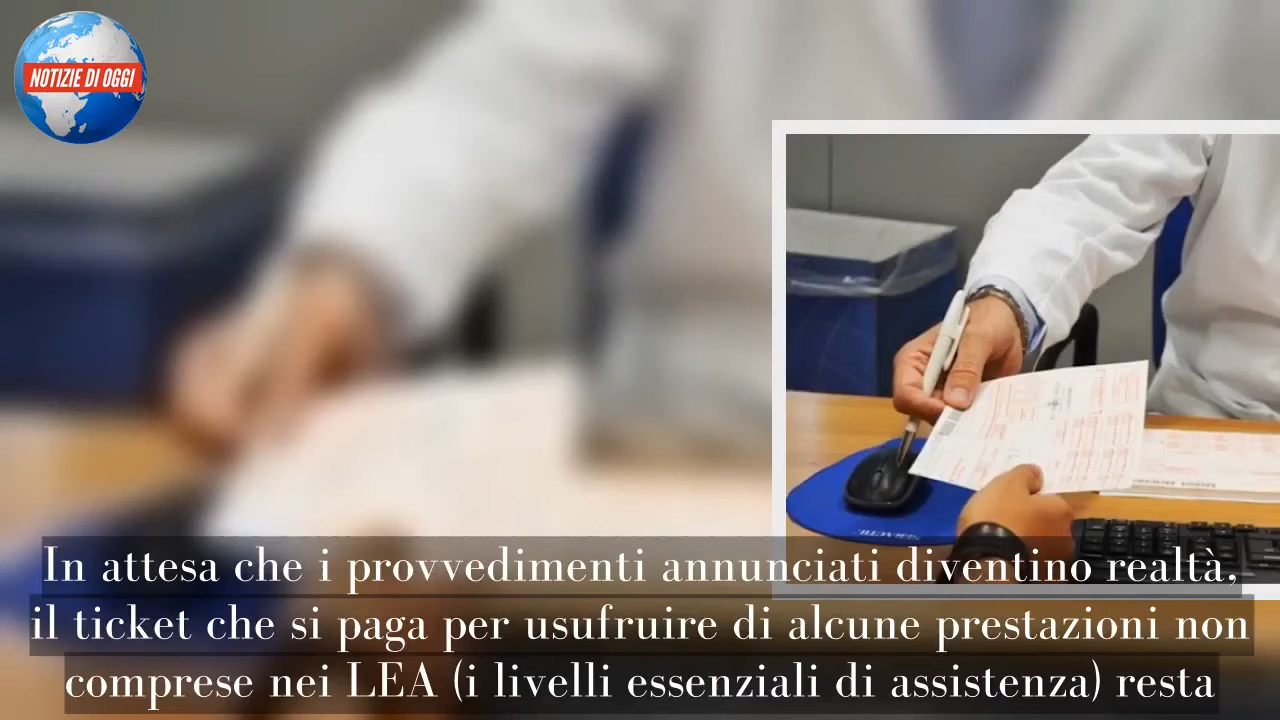 NOTIZIE DI OGGI
In attesa che i provvedimenti annunciati diventino realtà,
il ticket che si paga per usufruire di alcune prestazioni non
comprese nei LEA (i livelli essenziali di assistenza) resta